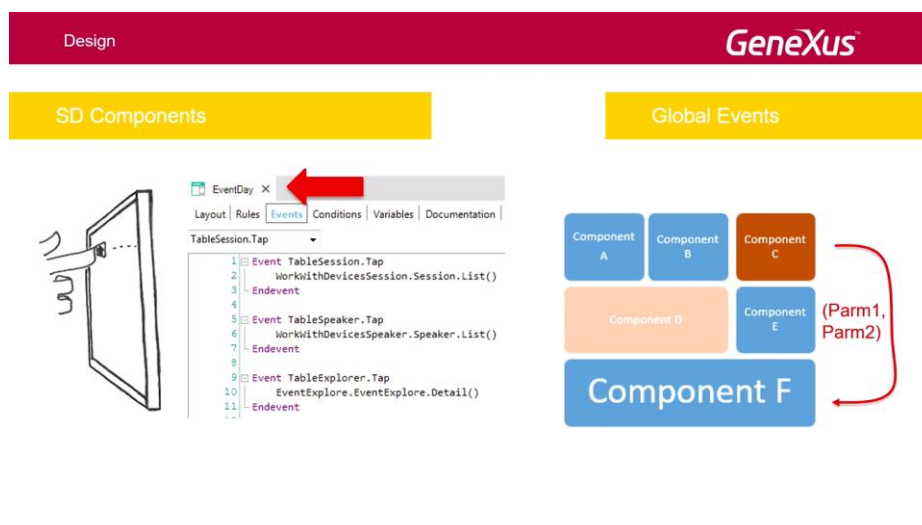 Design
GeneXus™
SD Components
Global Events
EventDay ×
Layout | Rules | Events | Conditions | Variables | Documentation |
TableSession.Tap
1 Event TableSession.Tap
2 WorkWithDevicesSession.Session.List()
3 Endevent
4
5 Event TableSpeaker.Tap
6 WorkWithDevicesSpeaker.Speaker.List()
7 Endevent
8
9 Event TableExplorer.Tap
10 EventExplore.EventExplore.Detail()
11 Endevent
Component
A
Component
B
Component
C
Component D
Component
E
Component F
(Parm1,
Parm2)